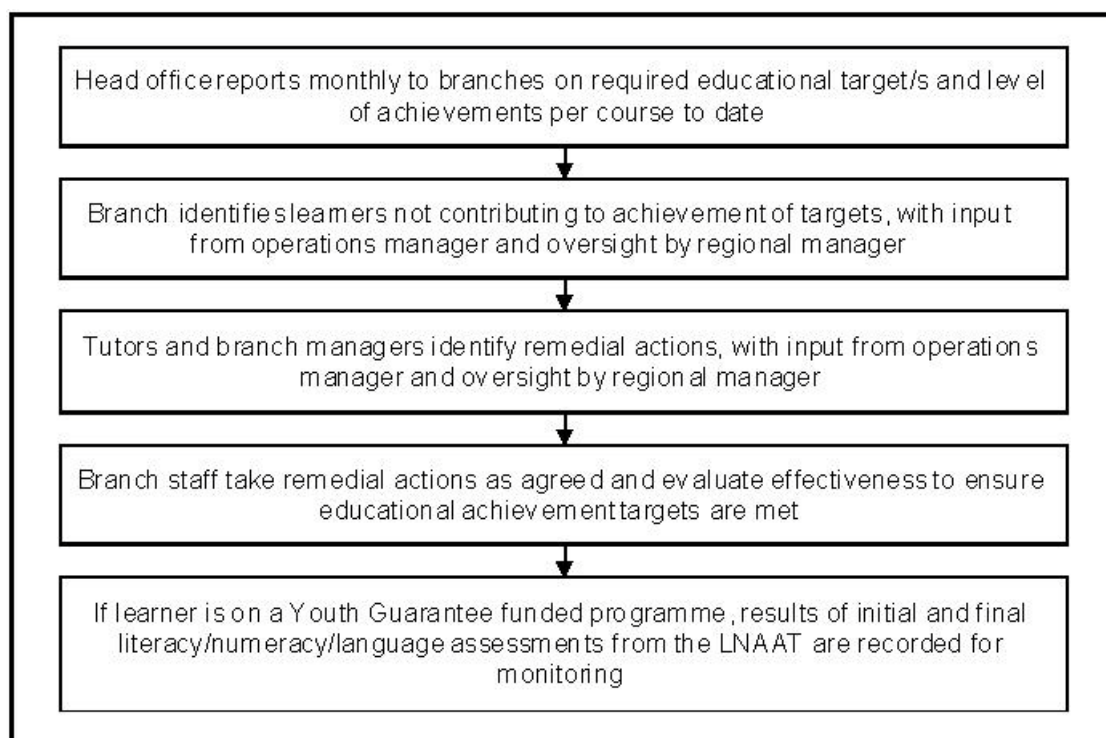 Head office reports monthly to branches on required educational target/s and level
of achievements per course to date
Branch identifies learners not contributing to achievement of targets, with input
from operations manager and oversight by regional manager
Tutors and branch managers identify remedial actions, with input from operations
manager and oversight by regional manager
Branch staff take remedial actions as agreed and evaluate effectiveness to ensure
educational achievement targets are met
If learner is on a Youth Guarantee funded programme, results of initial and final
literacy/numeracy/language assessments from the LNAAT are recorded for
monitoring